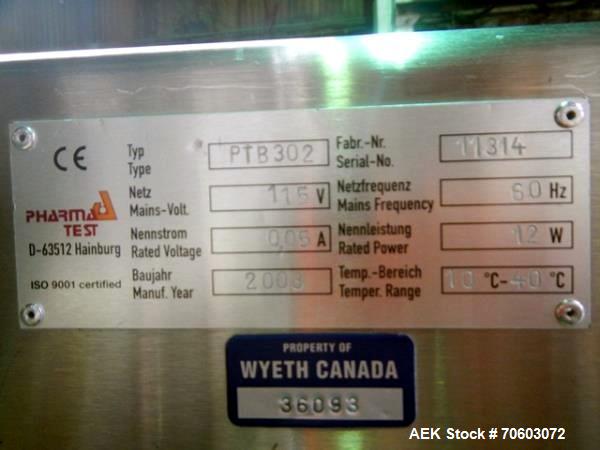 CE
Typ
Type
PTB302
Fabr.-Nr.
Serial-No.
11314
Netz
Mains-Volt.
115 V
Netzfrequenz
Mains Frequency
60 Hz
PHARMA
TEST
D-63512 Hainburg
Nennstrom
Rated Voltage
0,05 A
Nennleistung
Rated Power
12 W
ISO 9001 certified
Baujahr
Manuf. Year
2003
Temp.-Bereich
Temper. Range
10 °C-40 °C
PROPERTY OF
WYETH CANADA
36093
AEK Stock # 70603072